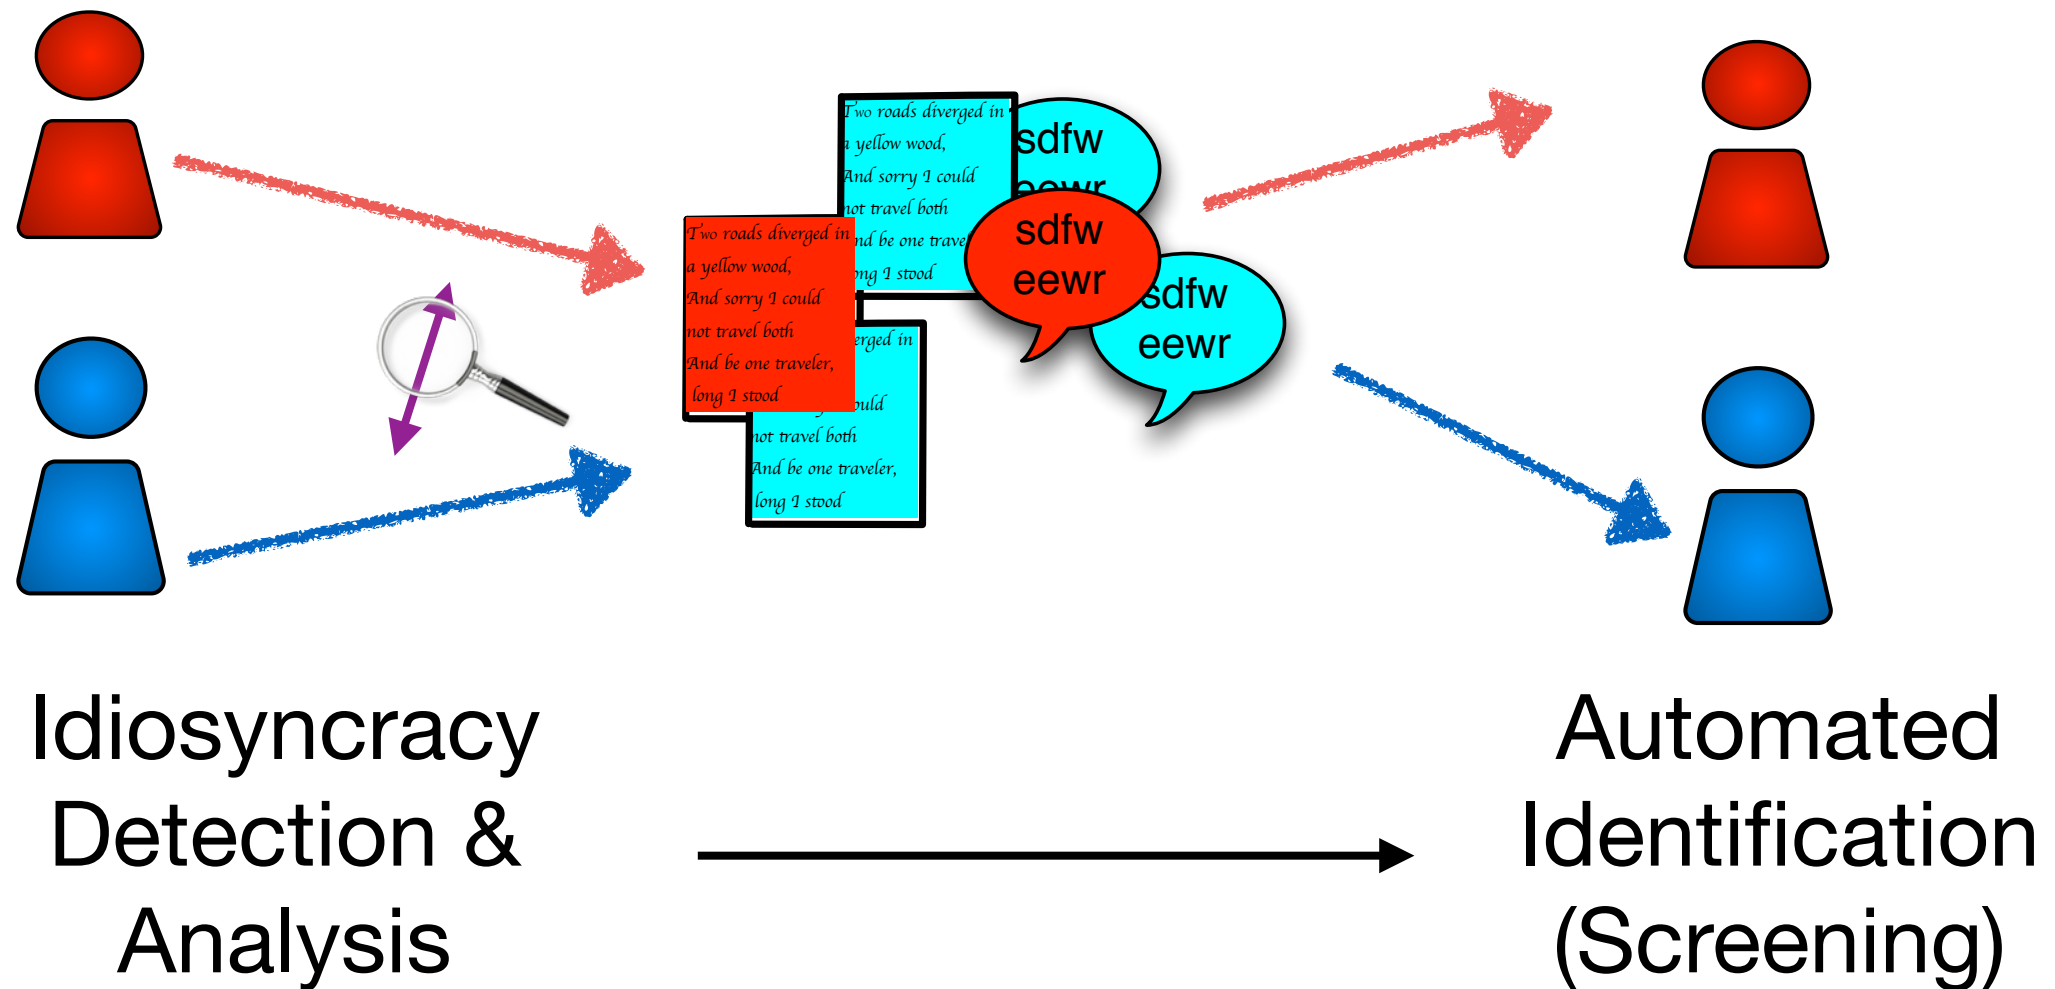 Two roads diverged in
a yellow wood,
And sorry I could
not travel both
nd be one trave
ong I stood
sdfw
eewr
sdfw
eewr
sdfw
eewr
Two roads diverged in
a yellow wood,
And sorry I could
not travel both
And be one traveler,
long I stood
erged in
ould
not travel both
And be one traveler,
long I stood
Idiosyncracy
Detection &
Analysis
Automated
Identification
(Screening)